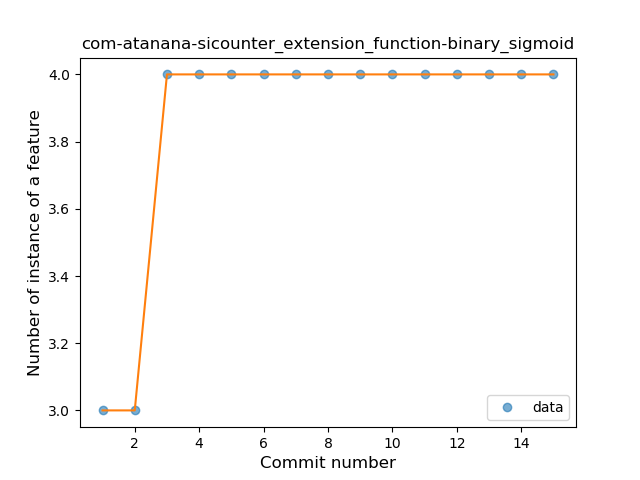 com-atanana-sicounter_extension_function-binary_sigmoid
Number of instance of a feature
4.0
3.8
3.6
3.4
3.2
3.0
2 4 6 8 10 12 14
Commit number
data